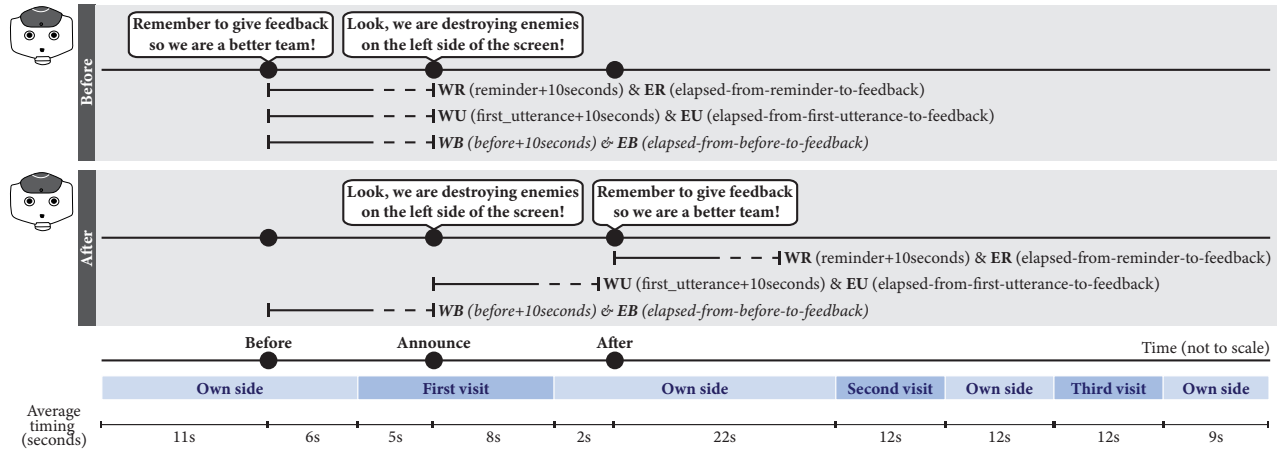 Remember to give feedback
so we are a better team!
Look, we are destroying enemies
on the left side of the screen!
Before
WR (reminder+10seconds) & ER (elapsed-from-reminder-to-feedback)
WU (first_utterance+10seconds) & EU (elapsed-from-first-utterance-to-feedback)
WB (before+10seconds) & EB (elapsed-from-before-to-feedback)
Look, we are destroying enemies
on the left side of the screen!
Remember to give feedback
so we are a better team!
After
WR (reminder+10seconds) & ER (elapsed-from-reminder-to-feedback)
WU (first_utterance+10seconds) & EU (elapsed-from-first-utterance-to-feedback)
WB (before+10seconds) & EB (elapsed-from-before-to-feedback)
Before Announce After Time (not to scale)
Own side First visit Own side Second visit Own side Third visit Own side
Average
timing
(seconds)
11s 6s 5s 8s 2s 22s 12s 12s 12s 9s